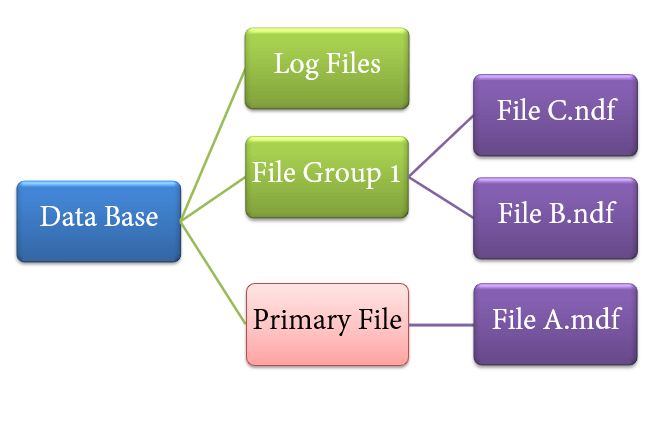 Log Files
File C.ndf
File Group 1
Data Base
File B.ndf
Primary File
File A.mdf